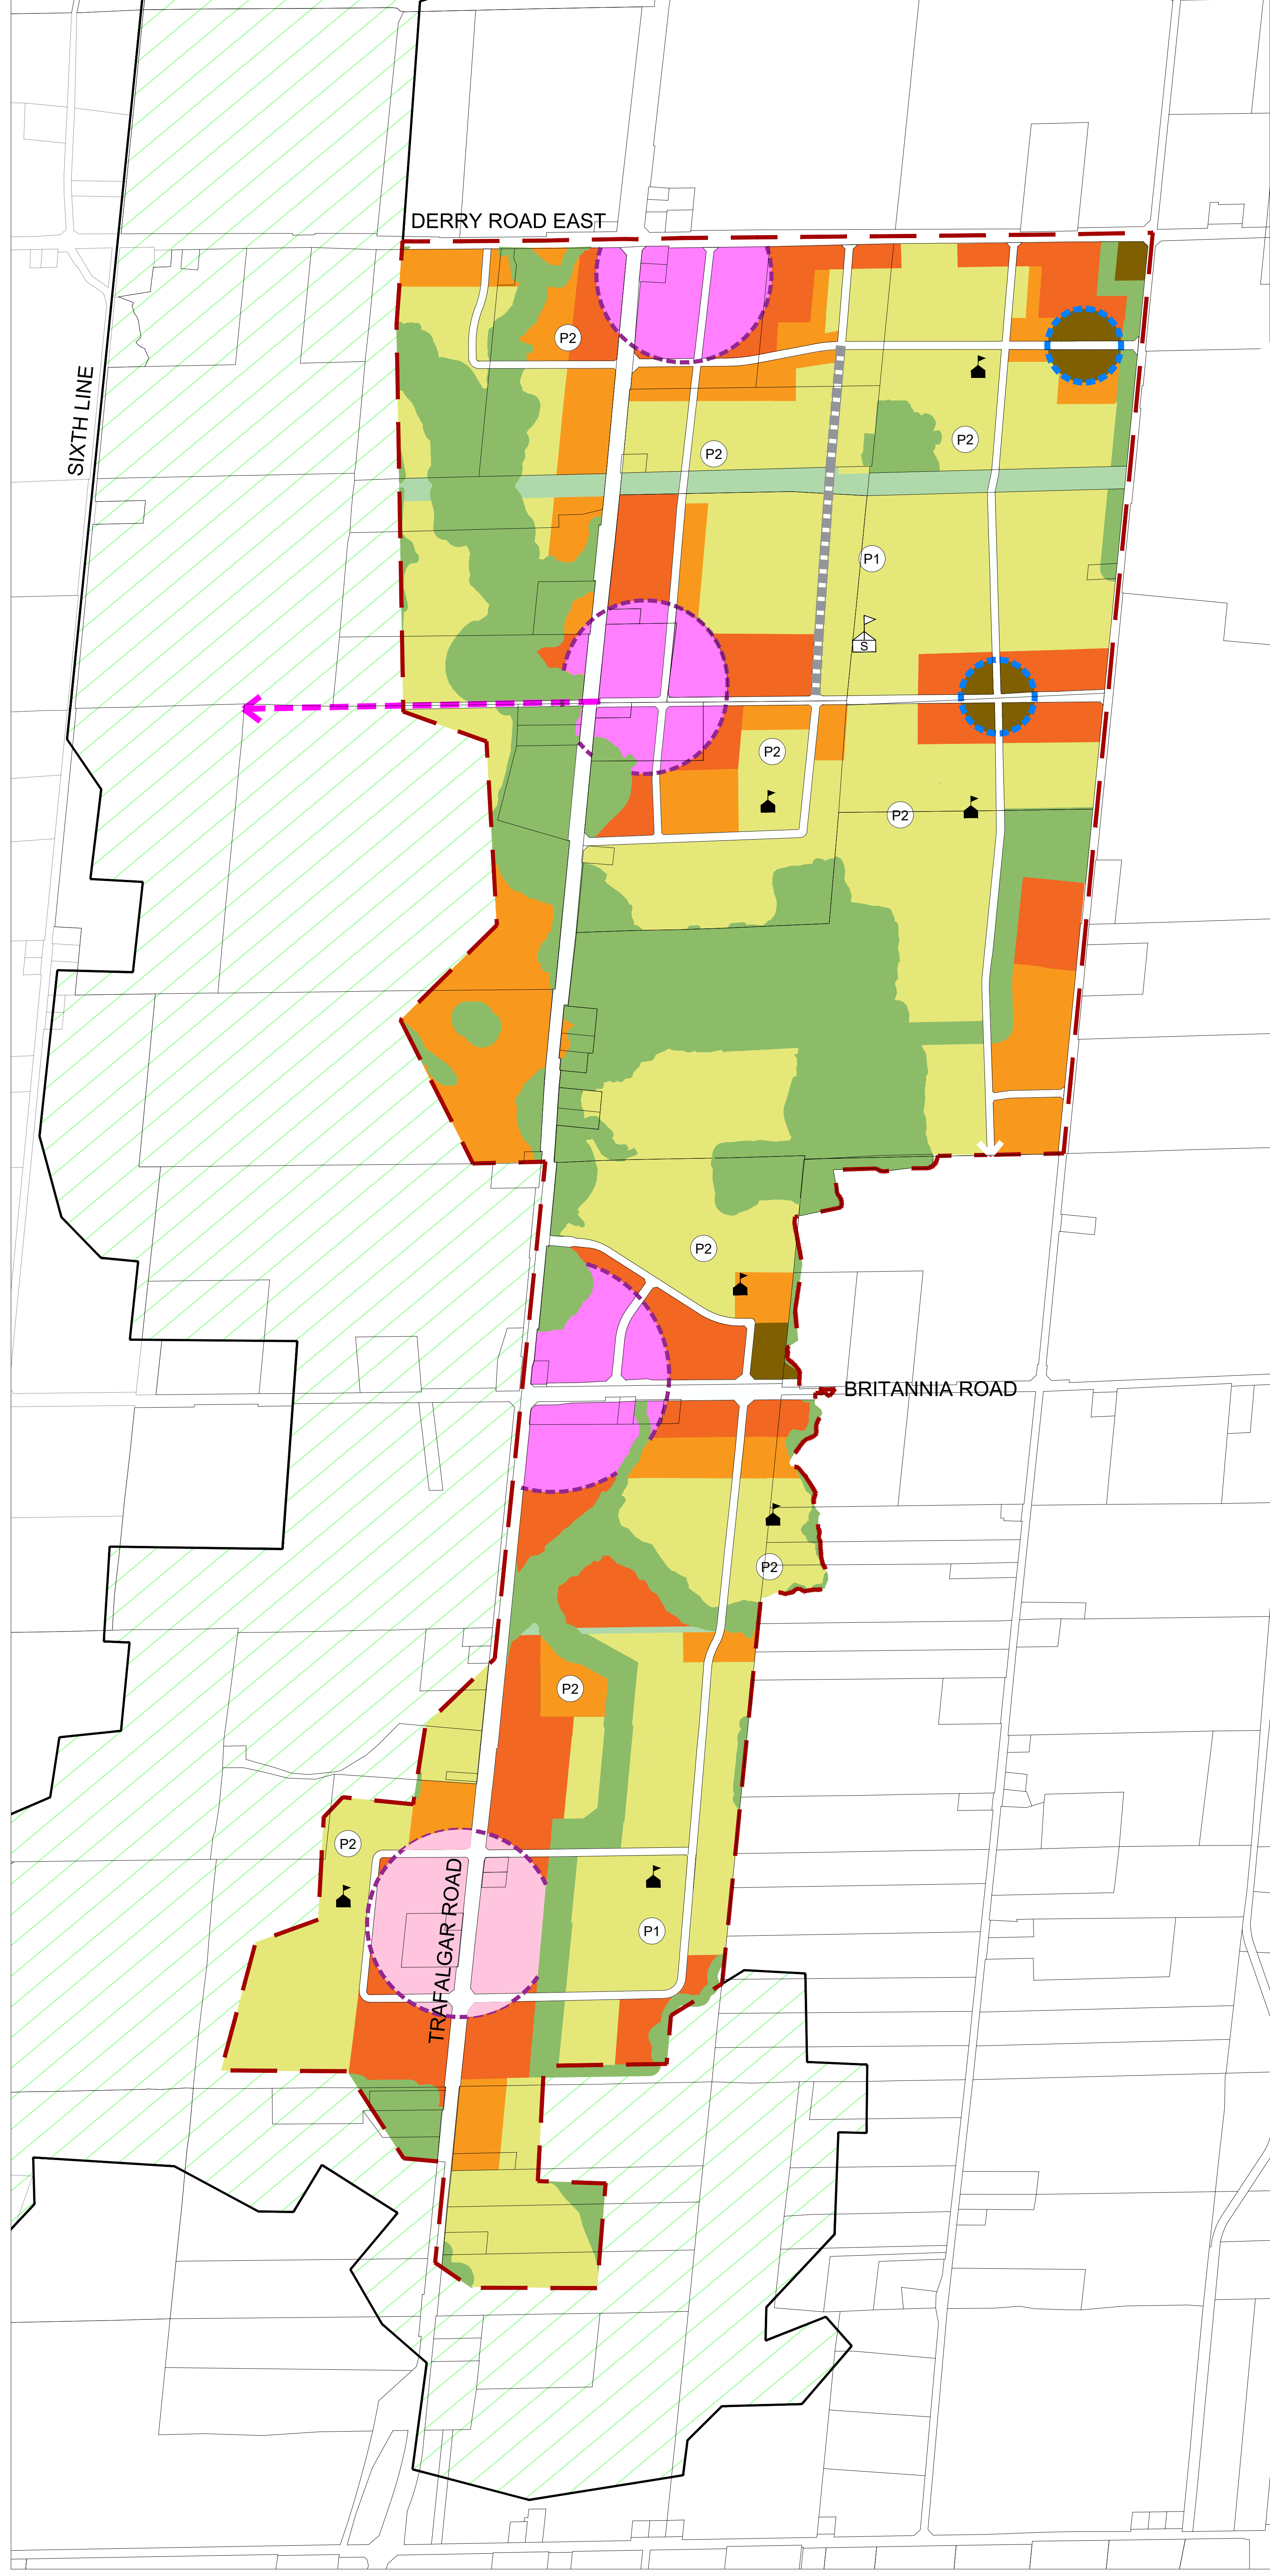 DERRY ROAD EAST
P2
SIXTH LINE
P2
P2
P1
S
P2
P2
P2
BRITANNIA ROAD
P2
P2
P2
TRAFALGAR ROAD
P1